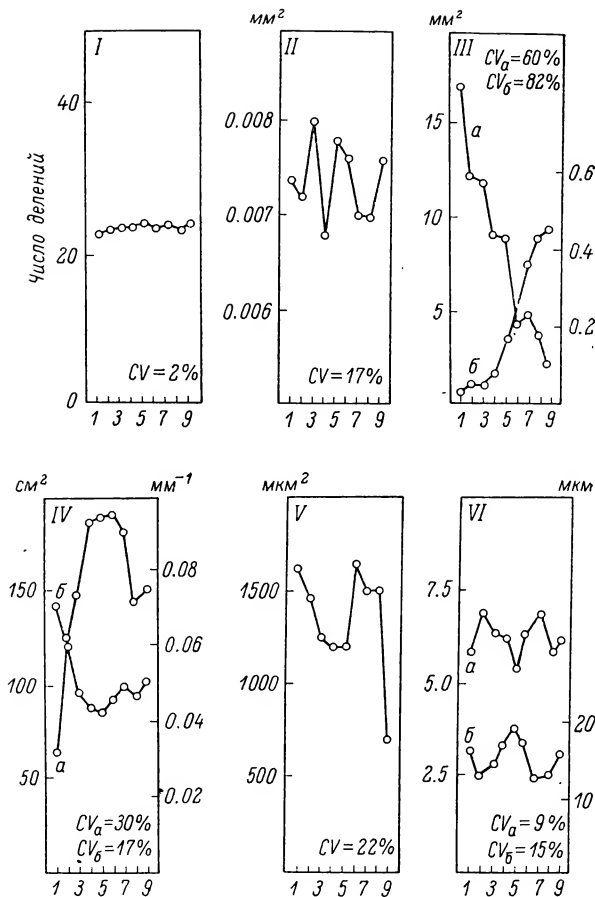 мм²
мм²
I
II
III
CVа=60%
CVб=82%
40
20
0
Число делений
CV=2%
1 3 5 7 9
0.008
0.007
0.006
CV=17%
1 3 5 7 9
15
10
5
а
б
0.6
0.4
0.2
1 3 5 7 9
см²
мм⁻¹
мкм²
мкм
IV
V
VI
150
100
50
б
а
0.08
0.06
0.04
0.02
CVа=30%
CVб=17%
1 3 5 7 9
1500
1000
500
CV=22%
1 3 5 7 9
7.5
5.0
2.5
а
б
20
10
CVа=9%
CVб=15%
1 3 5 7 9